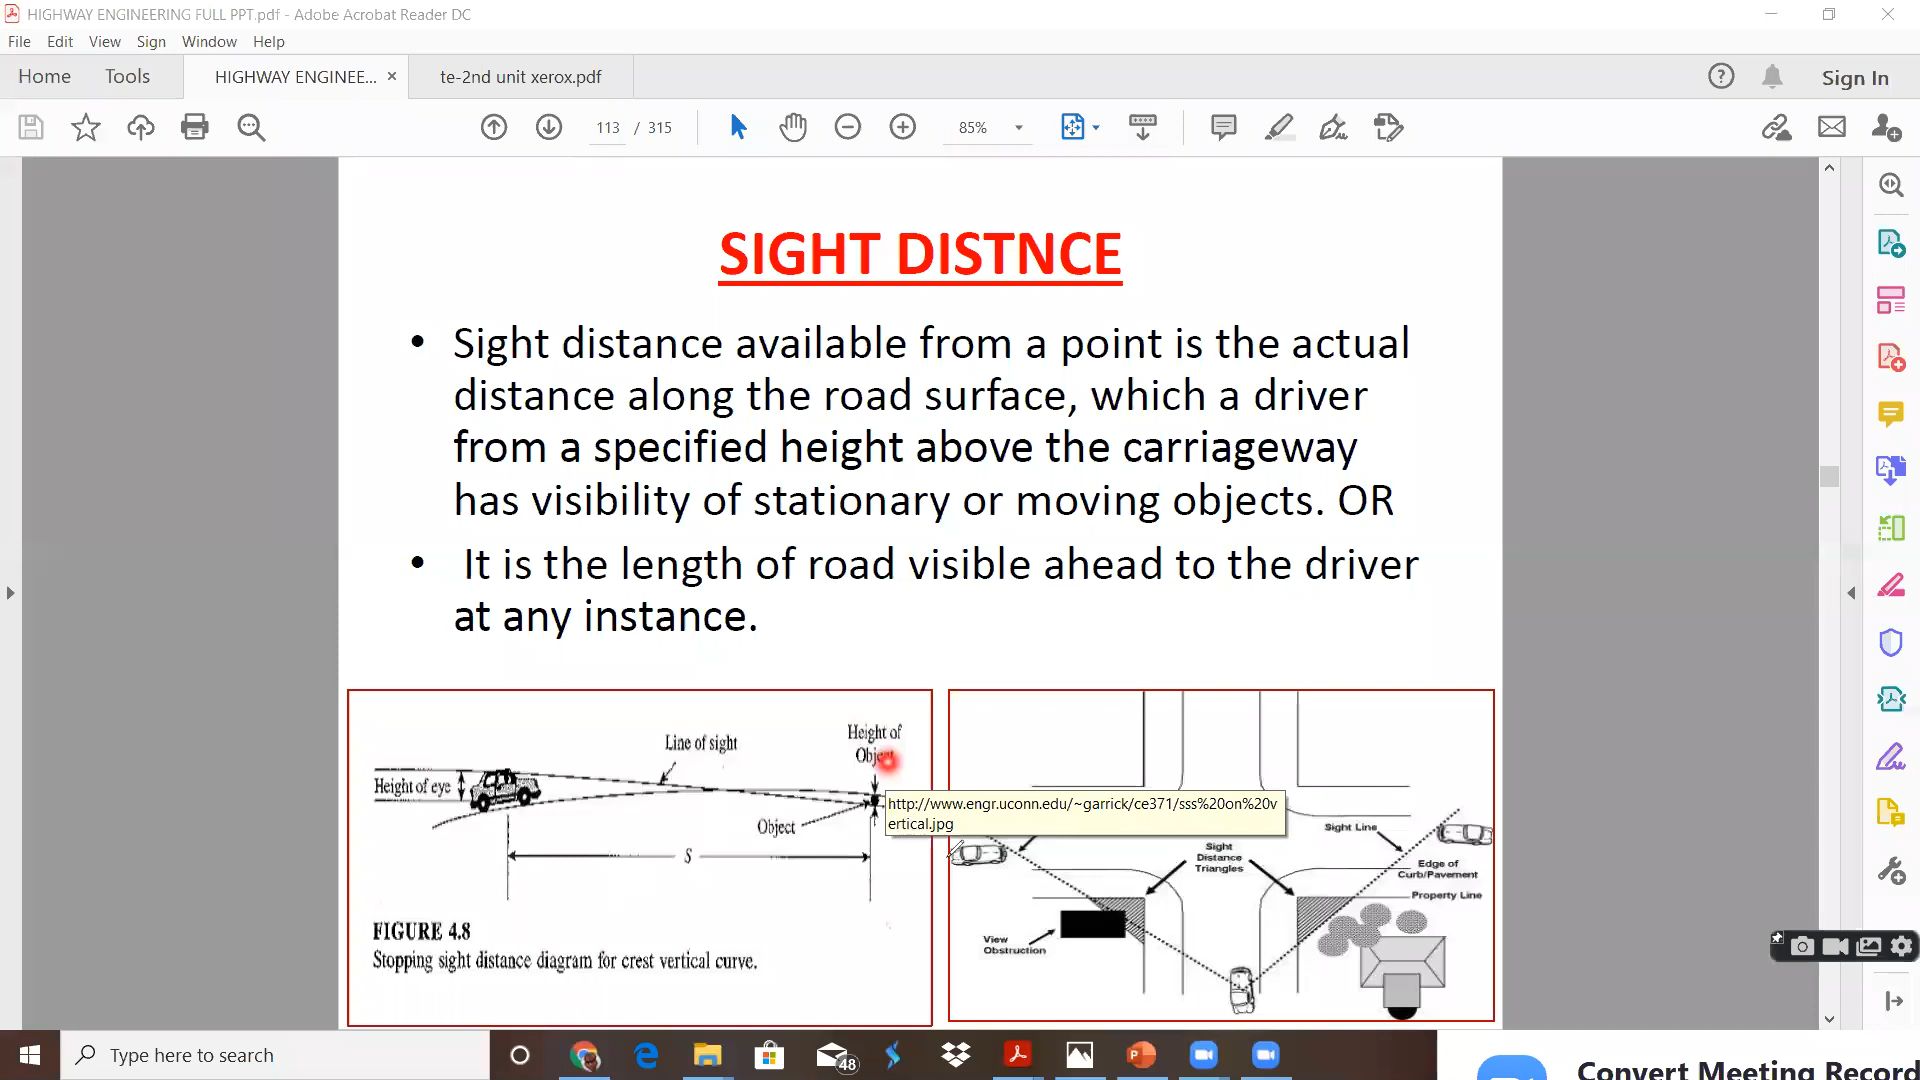 HIGHWAY ENGINEERING FULL PPT.pdf - Adobe Acrobat Reader DC
File Edit View Sign Window Help
Home Tools HIGHWAY ENGINEE... × te-2nd unit xerox.pdf Sign In
113 / 315 85%
SIGHT DISTNCE
• Sight distance available from a point is the actual
distance along the road surface, which a driver
from a specified height above the carriageway
has visibility of stationary or moving objects. OR
• It is the length of road visible ahead to the driver
at any instance.
Height of
Object
Line of sight
Height of eye
Object
S
FIGURE 4.8
Stopping sight distance diagram for crest vertical curve.
http://www.engr.uconn.edu/~garrick/ce371/sss%20on%20v
ertical.jpg
Sight Line
Sight
Distance
Triangles
Edge of
Curb/Pavement
Property Line
View
Obstruction
Type here to search
48
Convert Meeting Record